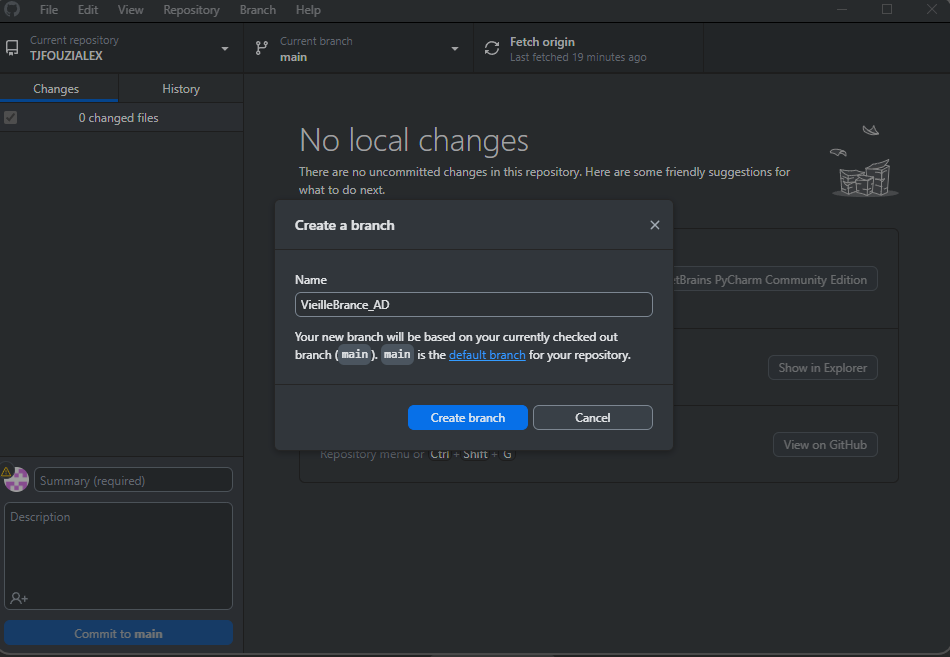 File Edit View Repository Branch Help
Current repository
TJFOUZIALEX
Current branch
main
Fetch origin
Last fetched 19 minutes ago
Changes History
0 changed files
No local changes
There are no uncommitted changes in this repository. Here are some friendly suggestions for
what to do next.
Create a branch
Name
VieilleBrance_AD
Your new branch will be based on your currently checked out
branch (main). main is the default branch for your repository.
Create branch Cancel
etBrains PyCharm Community Edition
Show in Explorer
View on GitHub
Repository menu or Ctrl + Shift + G
Summary (required)
Description
Commit to main